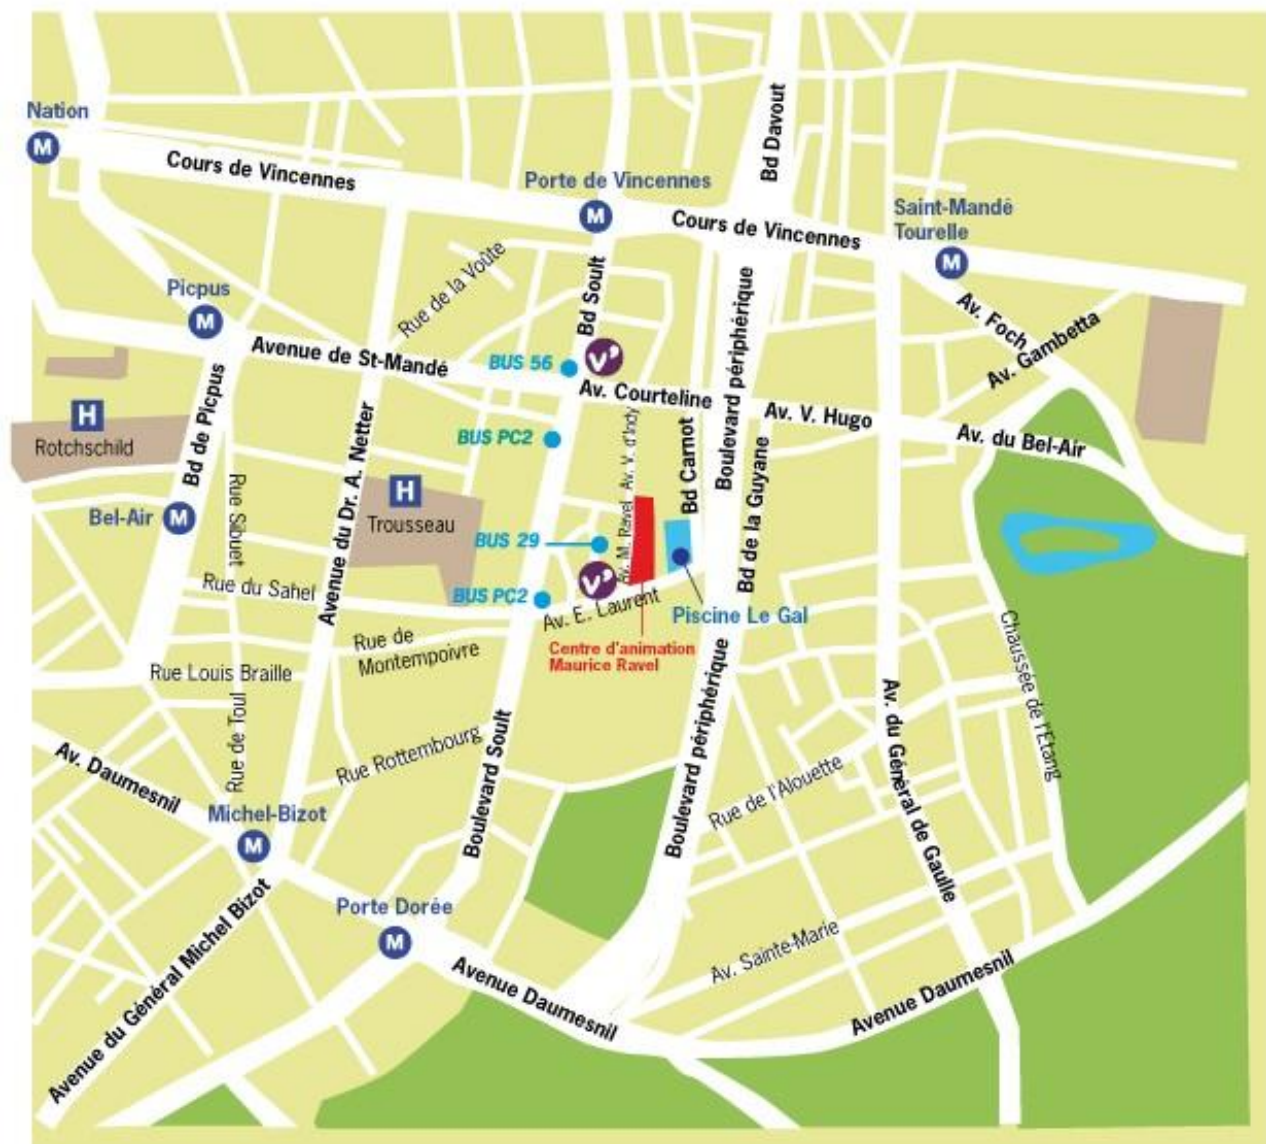 Nation
M
Cours de Vincennes
Porte de Vincennes
M
Bd Davout
Cours de Vincennes
Saint-Mandé
Tourelle
M
Picpus
M
Rue de la Voûte
Bd Soult
Boulevard périphérique
Av. Foch
Av. Gambetta
Avenue de St-Mandé
BUS 56
V'
Av. Courteline
Av. V. Hugo
Av. du Bel-Air
H
Rotchschild
Bd de Picpus
Avenue du Dr. A. Netter
BUS PC2
Av. V. d'Indy
Bd Carnot
Bd de la Guyane
Bel-Air
M
Rue Sibuet
H
Trousseau
BUS 29
Av. M. Ravel
V'
Rue du Sahel
BUS PC2
Av. E. Laurent
Piscine Le Gal
Centre d'animation
Maurice Ravel
Rue de
Montempoivre
Rue Louis Braille
Rue de Toul
Chaussée de l'Etang
Boulevard périphérique
Av. du Général de Gaulle
Av. Daumesnil
Rue Rottembourg
Boulevard Soult
Rue de l'Alouette
Michel-Bizot
M
Porte Dorée
M
Avenue du Général Michel Bizot
Avenue Daumesnil
Av. Sainte-Marie
Avenue Daumesnil